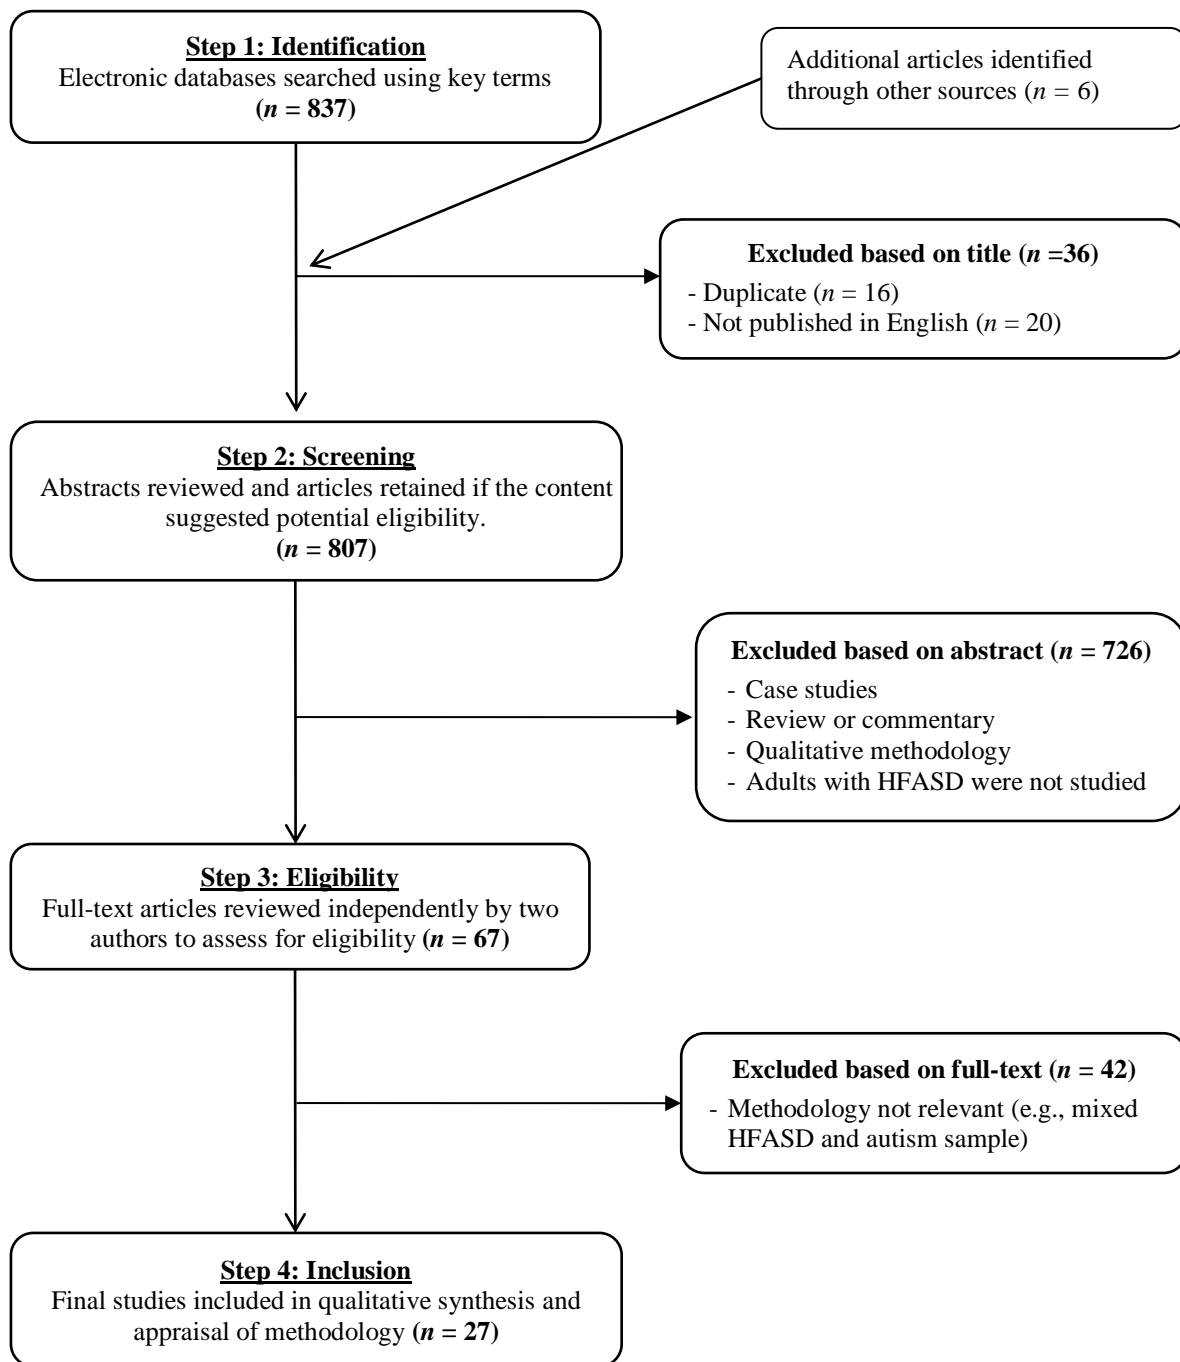 Step 1: Identification
Electronic databases searched using key terms
(n = 837)
Additional articles identified
through other sources (n = 6)
Excluded based on title (n =36)
- Duplicate (n = 16)
- Not published in English (n = 20)
Step 2: Screening
Abstracts reviewed and articles retained if the content
suggested potential eligibility.
(n = 807)
Excluded based on abstract (n = 726)
- Case studies
- Review or commentary
- Qualitative methodology
- Adults with HFASD were not studied
Step 3: Eligibility
Full-text articles reviewed independently by two
authors to assess for eligibility (n = 67)
Excluded based on full-text (n = 42)
- Methodology not relevant (e.g., mixed
HFASD and autism sample)
Step 4: Inclusion
Final studies included in qualitative synthesis and
appraisal of methodology (n = 27)